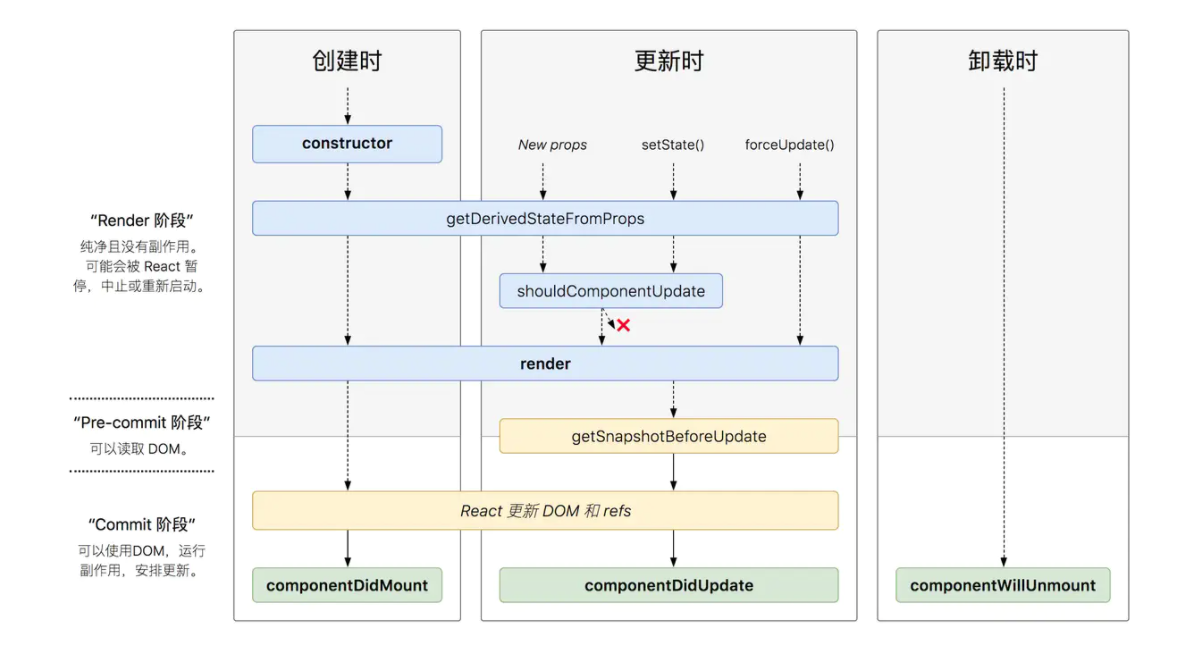 创建时
更新时
卸载时
constructor
New props
setState()
forceUpdate()
“Render 阶段”
纯净且没有副作用。
可能会被 React 暂
停，中止或重新启动。
getDerivedStateFromProps
shouldComponentUpdate
render
“Pre-commit 阶段”
可以读取 DOM。
getSnapshotBeforeUpdate
“Commit 阶段”
可以使用DOM，运行
副作用，安排更新。
React 更新 DOM 和 refs
componentDidMount
componentDidUpdate
componentWillUnmount